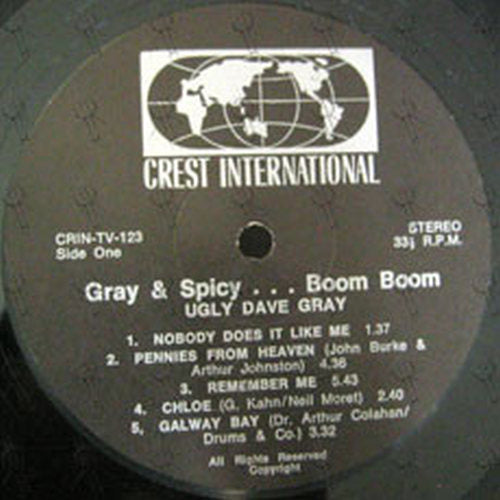 CREST INTERNATIONAL
CRIN-TV-123
Side One
STEREO
33⅓ R.P.M.
Gray & Spicy . . . Boom Boom
UGLY DAVE GRAY
1. NOBODY DOES IT LIKE ME 1.37
2. PENNIES FROM HEAVEN (John Burke &
Arthur Johnston) 4.36
3. REMEMBER ME 5.43
4. CHLOE (G. Kahn/Neil Moret) 2.40
5. GALWAY BAY (Dr. Arthur Colahan/
Drums & Co.) 3.32
All Rights Reserved
Copyright